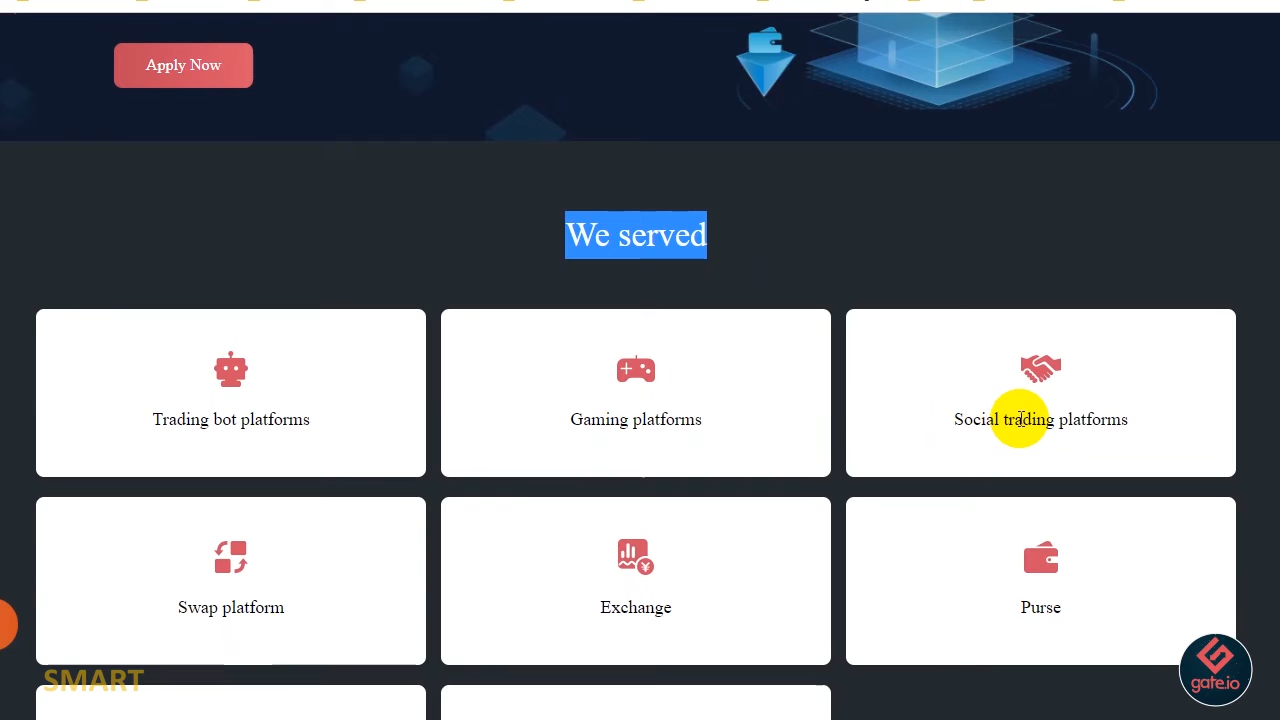 Apply Now
We served
Trading bot platforms
Gaming platforms
Social trading platforms
Swap platform
Exchange
Purse
SMART
gate.io